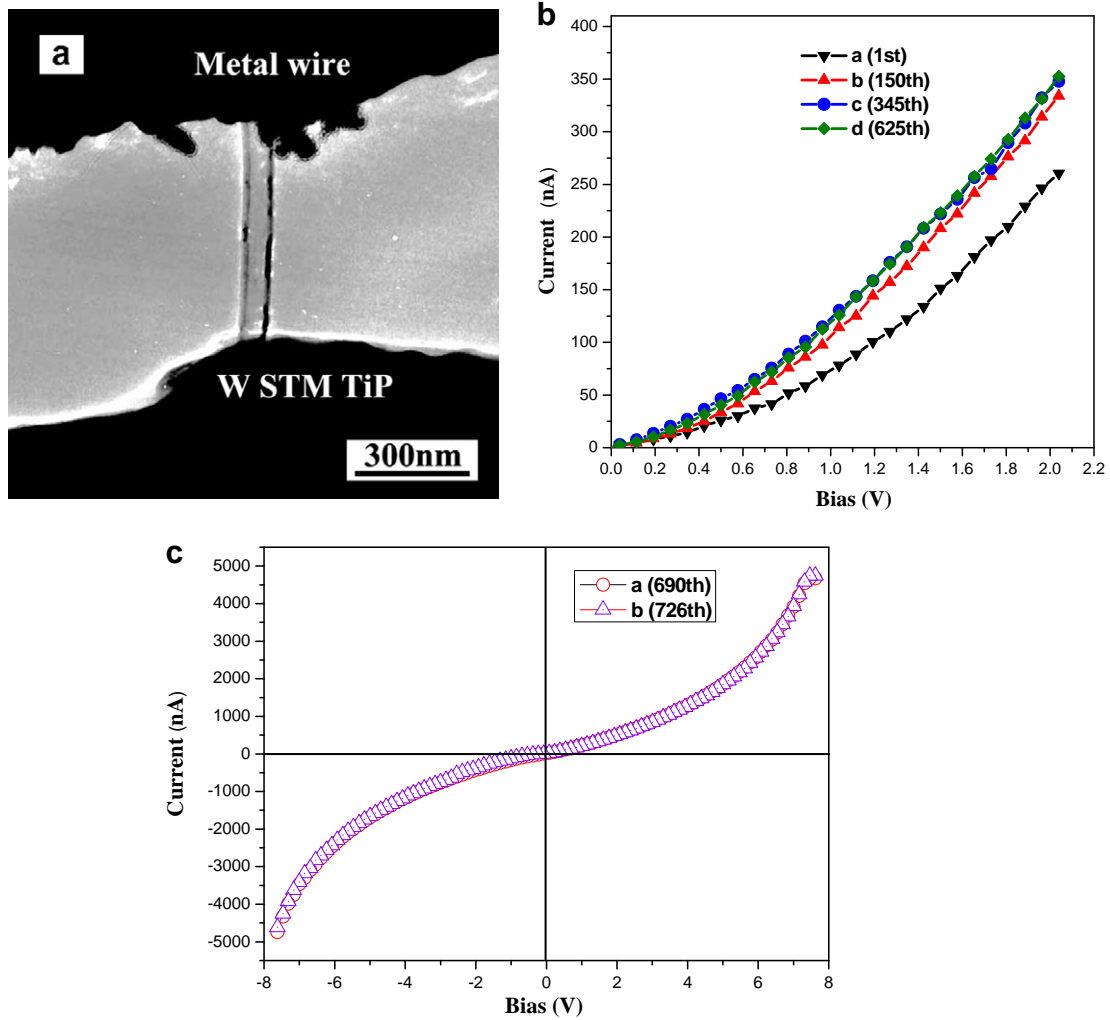 a
Metal wire
W STM TiP
300nm
b
a (1st)
b (150th)
c (345th)
d (625th)
Current (nA)
400
350
300
250
200
150
100
50
0
0.0 0.2 0.4 0.6 0.8 1.0 1.2 1.4 1.6 1.8 2.0 2.2
Bias (V)
c
a (690th)
b (726th)
Current (nA)
5000
4000
3000
2000
1000
0
-1000
-2000
-3000
-4000
-5000
-8 -6 -4 -2 0 2 4 6 8
Bias (V)